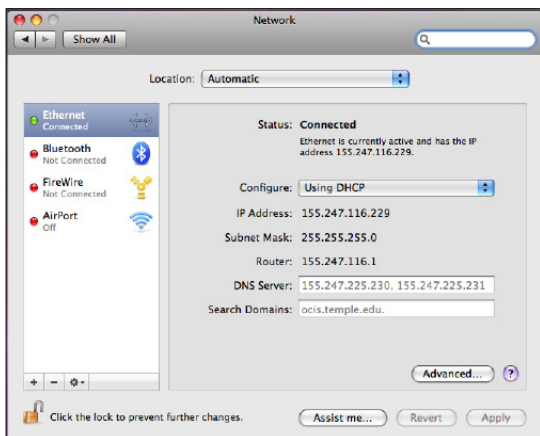 Network
Show All
Location: Automatic
Ethernet
Connected
Bluetooth
Not Connected
FireWire
Not Connected
AirPort
Off
Status: Connected
Ethernet is currently active and has the IP
address 155.247.116.229.
Configure: Using DHCP
IP Address: 155.247.116.229
Subnet Mask: 255.255.255.0
Router: 155.247.116.1
DNS Server: 155.247.225.230, 155.247.225.231
Search Domains: ocis.temple.edu.
Advanced... ?
Click the lock to prevent further changes.
Assist me... Revert Apply